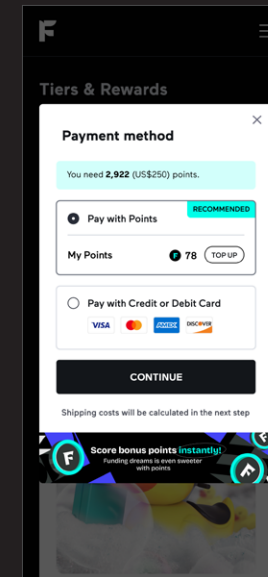 F
Tiers & Rewards
Payment method
You need 2,922 (US$250) points.
RECOMMENDED
Pay with Points
My Points F 78 TOP UP
Pay with Credit or Debit Card
VISA AMEX DISCOVER
CONTINUE
Shipping costs will be calculated in the next step
Score bonus points instantly!
Funding dreams is even sweeter
with points